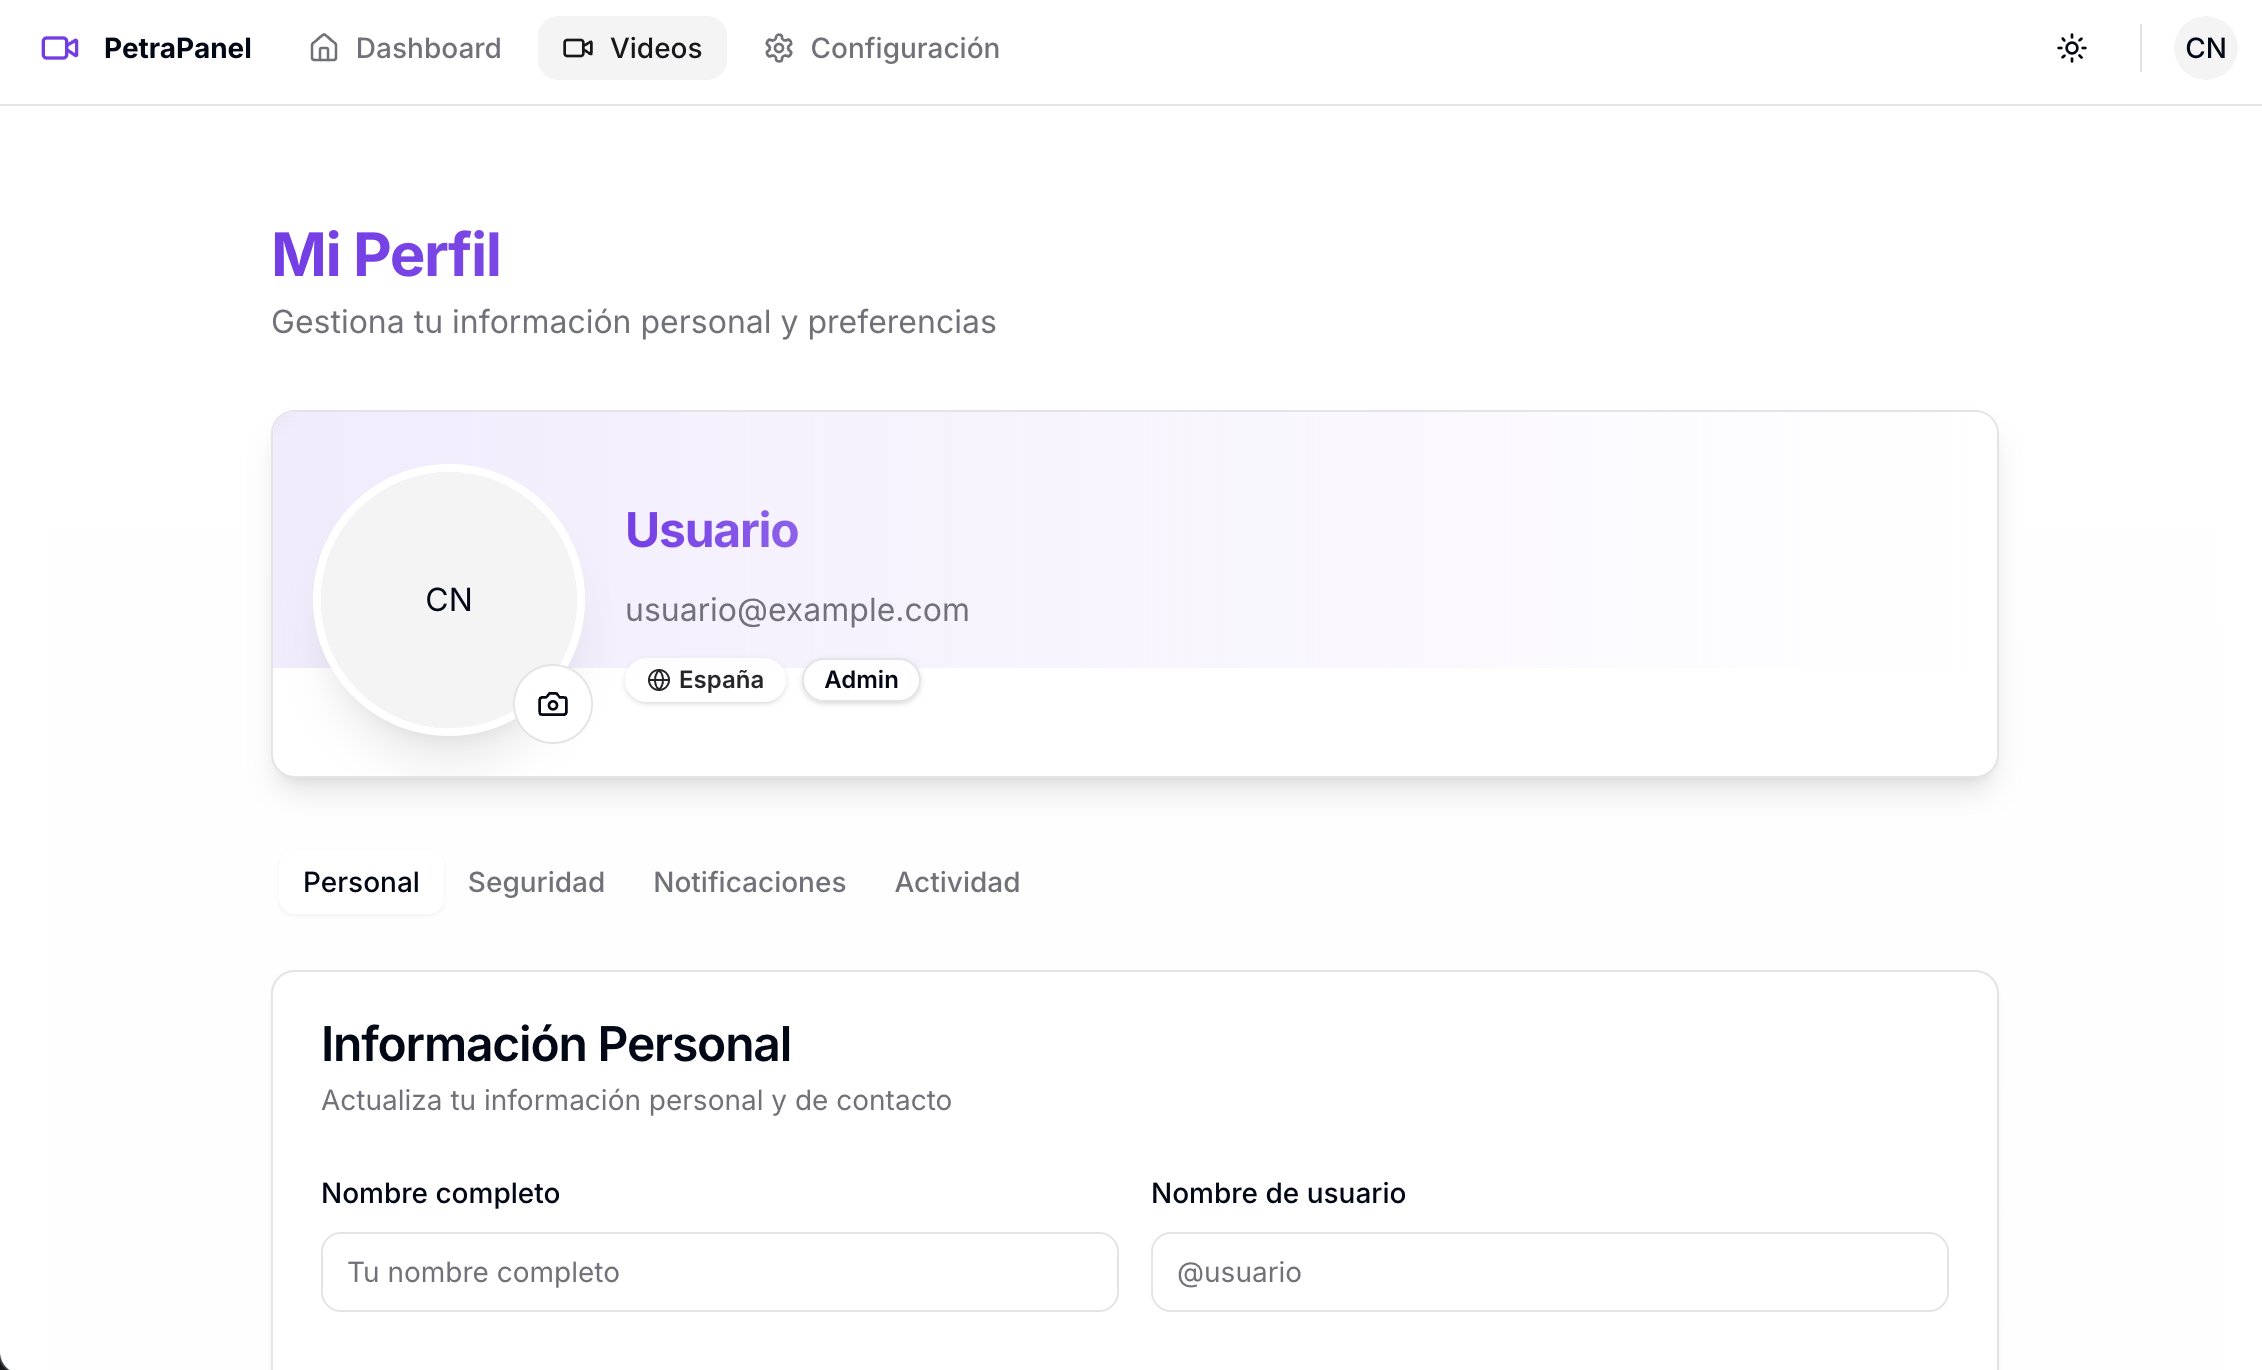 PetraPanel Dashboard Videos Configuración CN
Mi Perfil
Gestiona tu información personal y preferencias
CN
Usuario
usuario@example.com
España Admin
Personal Seguridad Notificaciones Actividad
Información Personal
Actualiza tu información personal y de contacto
Nombre completo Nombre de usuario
Tu nombre completo @usuario